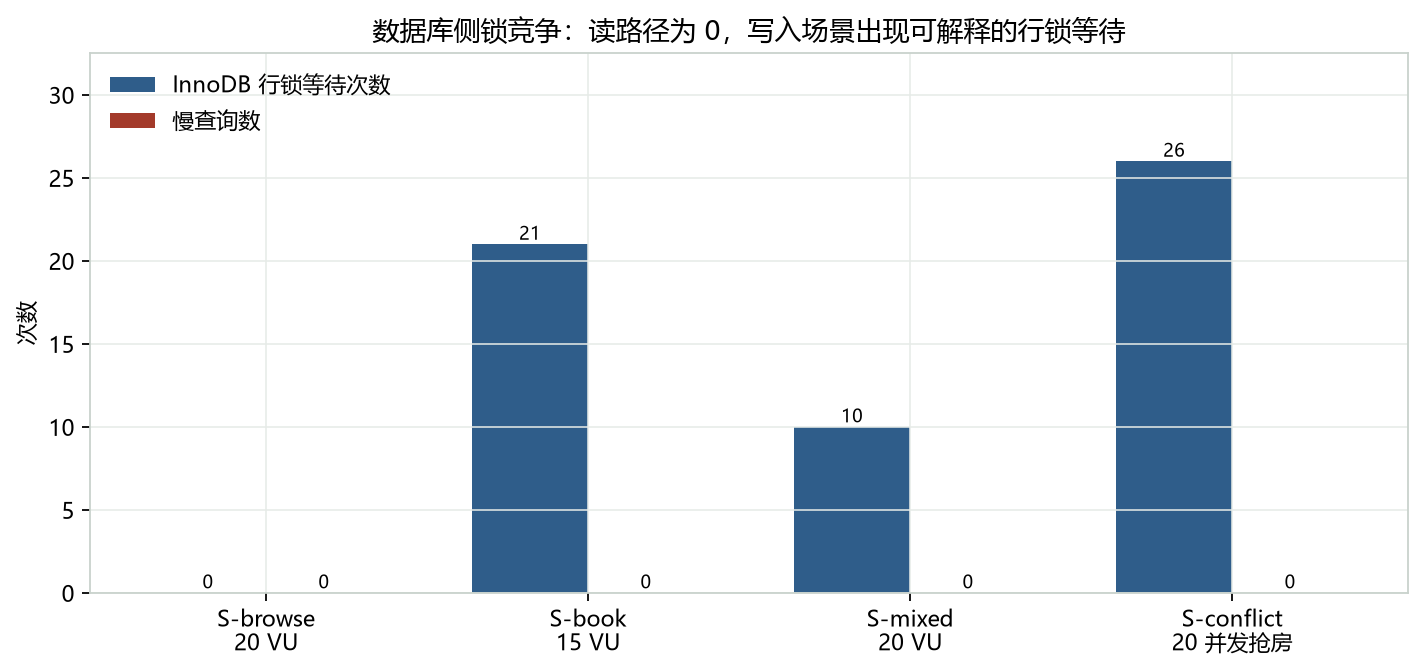 数据库侧锁竞争：读路径为 0，写入场景出现可解释的行锁等待
InnoDB 行锁等待次数
慢查询数
次数
30
25
20
15
10
5
0
0
0
21
0
10
0
26
0
S-browse
20 VU
S-book
15 VU
S-mixed
20 VU
S-conflict
20 并发抢房